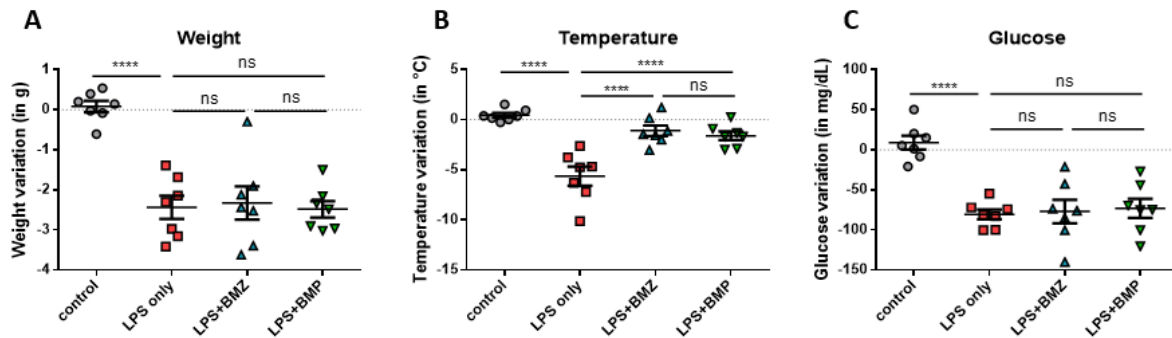 A
Weight
Weight variation (in g)
1
0
-1
-2
-3
-4
****
ns
ns
ns
control
LPS only
LPS+BMZ
LPS+BMP
B
Temperature
Temperature variation (in °C)
5
0
-5
-10
-15
****
****
****
ns
control
LPS only
LPS+BMZ
LPS+BMP
C
Glucose
Glucose variation (in mg/dL)
100
50
0
-50
-100
-150
****
ns
ns
ns
control
LPS only
LPS+BMZ
LPS+BMP